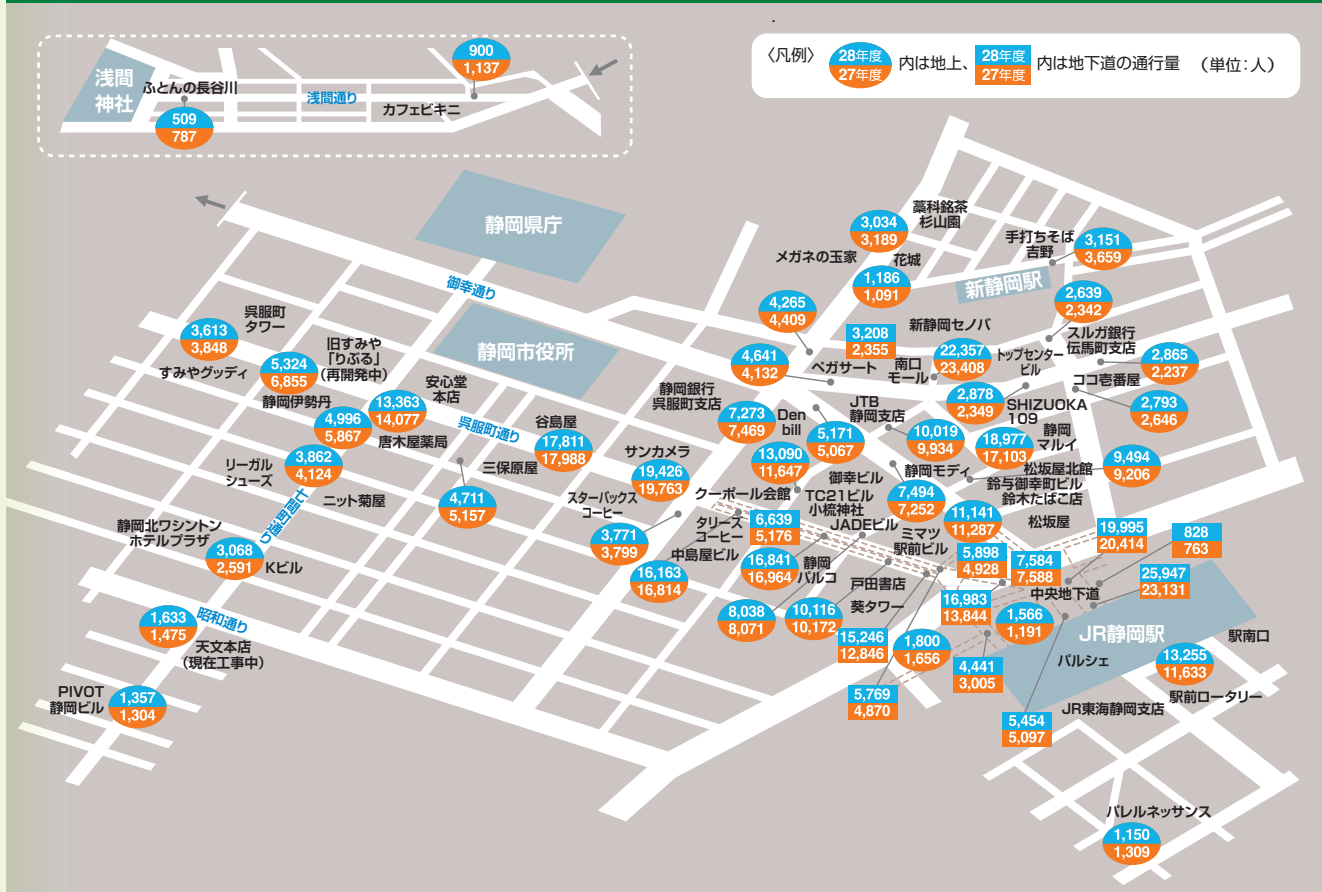 〈凡例〉
28年度
27年度
内は地上、
28年度
27年度
内は地下道の通行量
(単位：人)
浅間
神社
ふとんの長谷川
509
787
浅間通り
900
1,137
カフェビキニ
静岡県庁
御幸通り
静岡市役所
呉服町
タワー
3,613
3,848
すみやグッディ
5,324
6,855
静岡伊勢丹
旧すみや
「りぶる」
(再開発中)
13,363
14,077
安心堂
本店
4,996
5,867
唐木屋薬局
呉服町通り
谷島屋
17,811
17,988
リーガル
シューズ
3,862
4,124
三保原屋
ニット菊屋
4,711
5,157
七間町通り
静岡北ワシントン
ホテルプラザ
3,068
2,591
Kビル
昭和通り
1,633
1,475
天文本店
(現在工事中)
PIVOT
静岡ビル
1,357
1,304
藁科銘茶
杉山園
3,034
3,189
メガネの玉家
花城
1,186
1,091
手打ちそば
吉野
3,151
3,659
新静岡駅
4,265
4,409
2,639
2,342
新静岡セノバ
3,208
2,355
スルガ銀行
伝馬町支店
2,865
2,237
4,641
4,132
ペガサート
南口
モール
22,357
23,408
トップセンター
ビル
ココ壱番屋
2,793
2,646
静岡銀行
呉服町支店
7,273
7,469
Den
bill
JTB
静岡支店
2,878
2,349
SHIZUOKA
109
5,171
5,067
10,019
9,934
18,977
17,103
静岡
マルイ
サンカメラ
19,426
19,763
13,090
11,647
御幸ビル
静岡モディ
松坂屋北館
9,494
9,206
鈴与御幸町ビル
鈴木たばこ店
スターバックス
コーヒー
3,771
3,799
クーポール会館
TC21ビル
小梳神社
7,494
7,252
11,141
11,287
松坂屋
タリーズ
コーヒー
6,639
5,176
JADEビル
ミマツ
駅前ビル
19,995
20,414
828
763
中島屋ビル
16,163
16,814
16,841
16,964
静岡
パルコ
5,898
4,928
7,584
7,588
25,947
23,131
戸田書店
中央地下道
8,038
8,071
10,116
10,172
葵タワー
16,983
13,844
1,566
1,191
JR静岡駅
駅南口
15,246
12,846
1,800
1,656
4,441
3,005
パルシェ
13,255
11,633
5,769
4,870
駅前ロータリー
JR東海静岡支店
5,454
5,097
パレルネッサンス
1,150
1,309